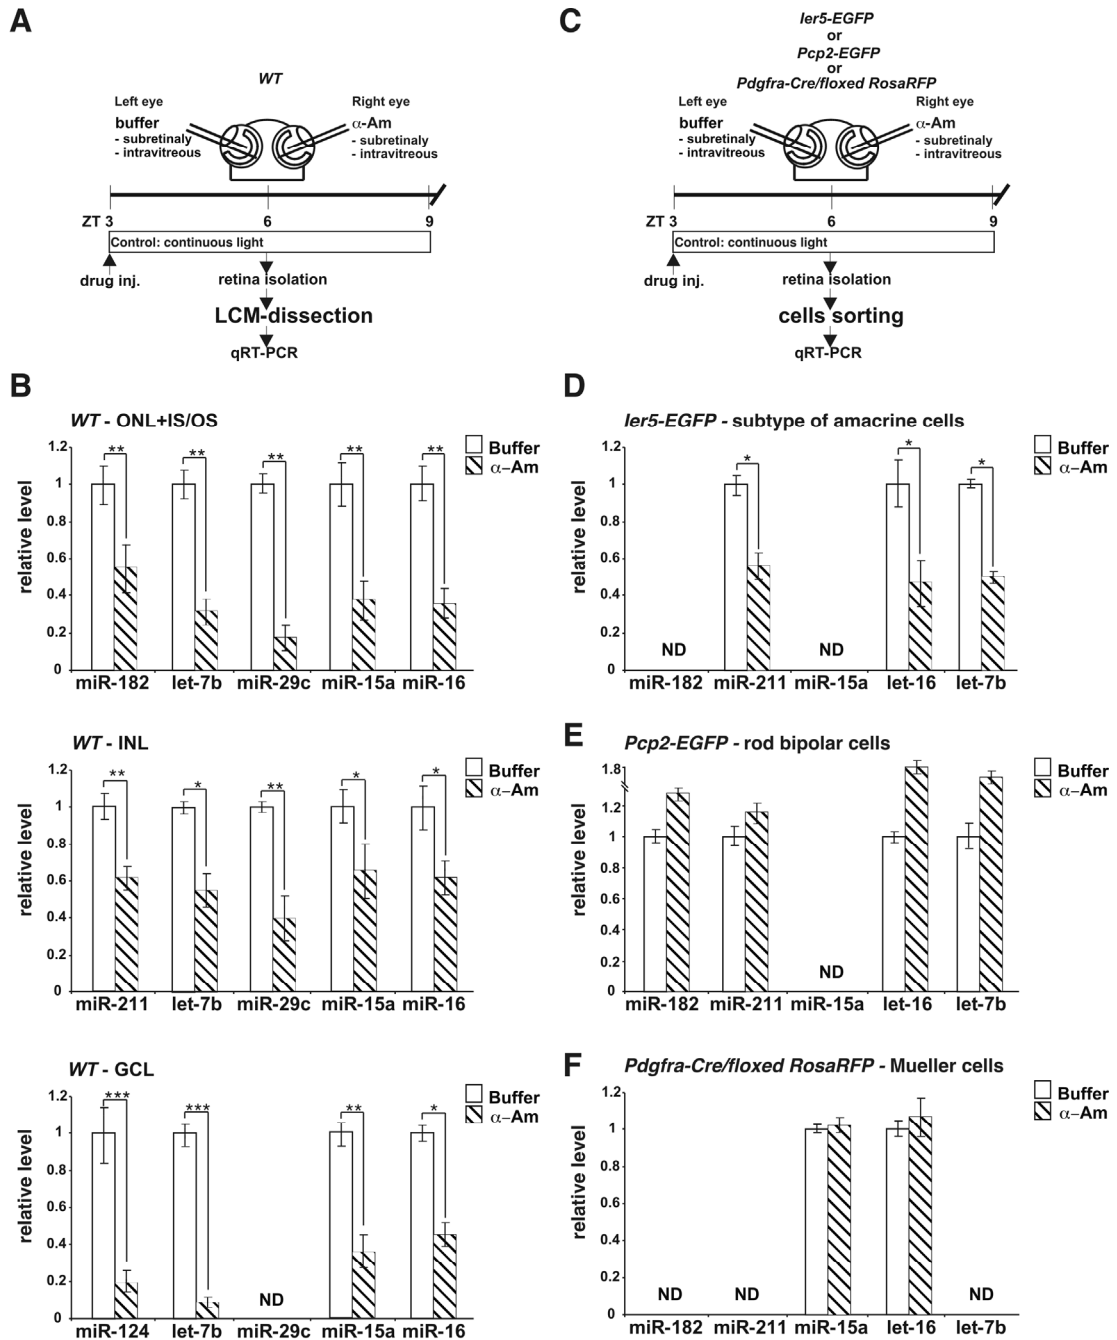 A
WT
Left eye
buffer
- subretinaly
- intravitreous
Right eye
α-Am
- subretinaly
- intravitreous
ZT 3
6
9
Control: continuous light
drug inj.
retina isolation
LCM-dissection
qRT-PCR
C
Ier5-EGFP
or
Pcp2-EGFP
or
Pdgfra-Cre/floxed RosaRFP
Left eye
buffer
- subretinaly
- intravitreous
Right eye
α-Am
- subretinaly
- intravitreous
ZT 3
6
9
Control: continuous light
drug inj.
retina isolation
cells sorting
qRT-PCR
B
WT - ONL+IS/OS
Buffer
α-Am
relative level
1.2
1
0.8
0.6
0.4
0.2
0
** ** ** ** **
miR-182 let-7b miR-29c miR-15a miR-16
WT - INL
Buffer
α-Am
relative level
1.2
1
0.8
0.6
0.4
0.2
0
** * ** * *
miR-211 let-7b miR-29c miR-15a miR-16
WT - GCL
Buffer
α-Am
relative level
1.2
1
0.8
0.6
0.4
0.2
0
*** *** ** *
ND
miR-124 let-7b miR-29c miR-15a miR-16
D
Ier5-EGFP - subtype of amacrine cells
Buffer
α-Am
relative level
1.2
1
0.8
0.6
0.4
0.2
0
* * *
ND ND
miR-182 miR-211 miR-15a let-16 let-7b
E
Pcp2-EGFP - rod bipolar cells
Buffer
α-Am
relative level
1.8
1.2
1
0.8
0.6
0.4
0.2
0
ND
miR-182 miR-211 miR-15a let-16 let-7b
F
Pdgfra-Cre/floxed RosaRFP - Mueller cells
Buffer
α-Am
relative level
1.2
1
0.8
0.6
0.4
0.2
0
ND ND ND
miR-182 miR-211 miR-15a let-16 let-7b